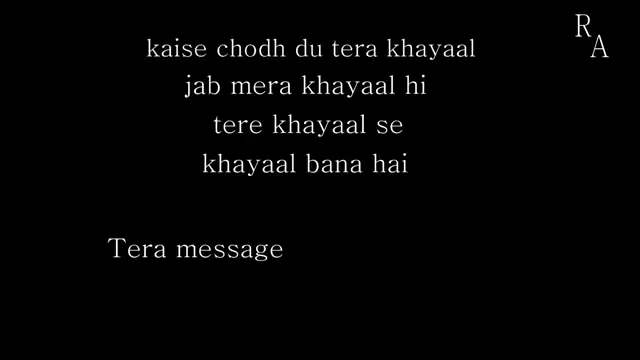 R
A
kaise chodh du tera khayaal
jab mera khayaal hi
tere khayaal se
khayaal bana hai
Tera message